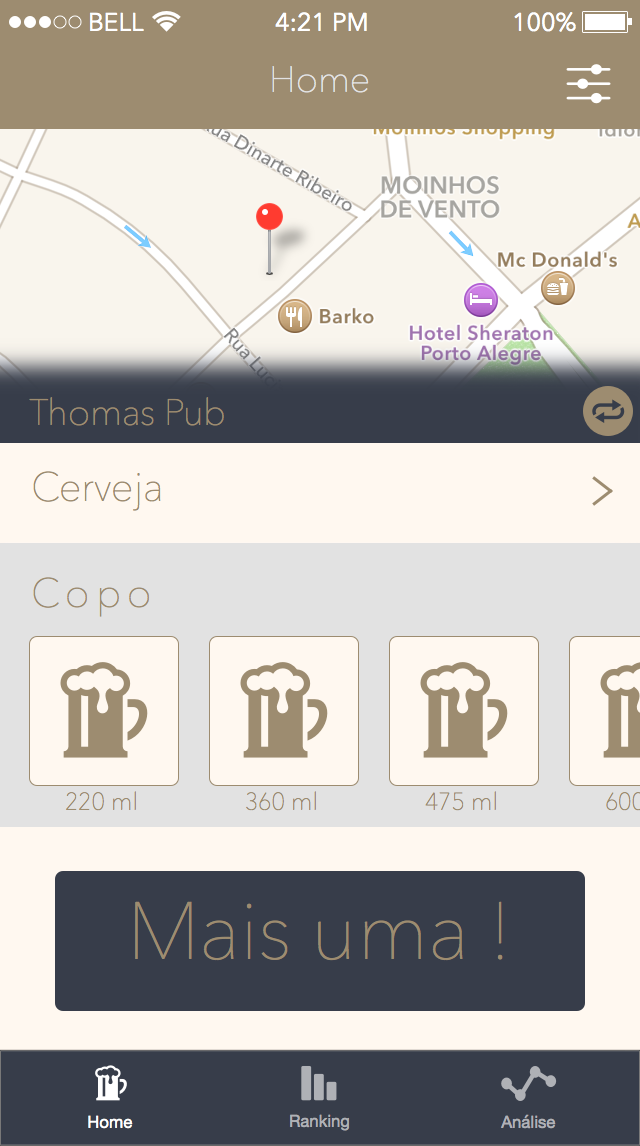 BELL 4:21 PM 100%
Home
Moinhos Shopping
Rua Dinarte Ribeiro
MOINHOS
DE VENTO
Mc Donald's
Barko
Hotel Sheraton
Porto Alegre
Rua Luc
Thomas Pub
Cerveja
Copo
220 ml 360 ml 475 ml 600
Mais uma !
Home Ranking Análise